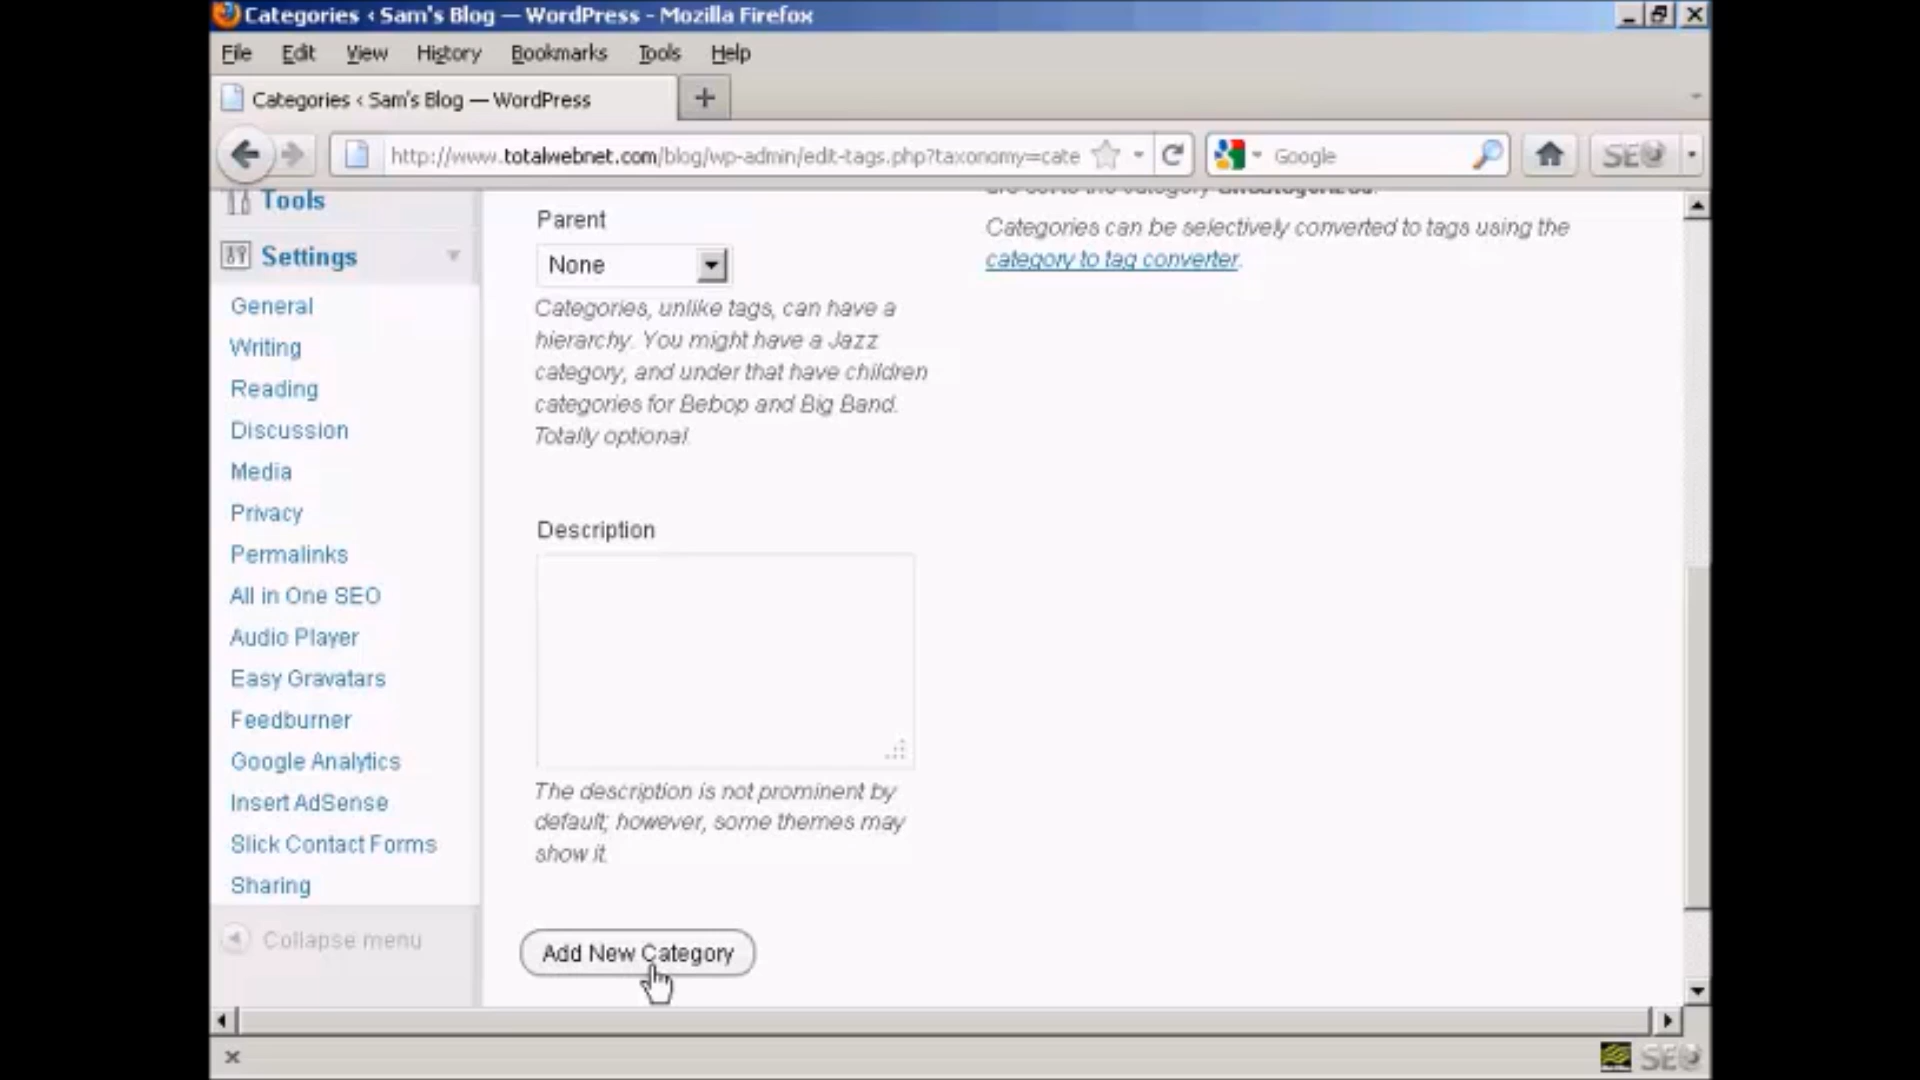 Categories ‹ Sam's Blog — WordPress - Mozilla Firefox
File Edit View History Bookmarks Tools Help
Categories ‹ Sam's Blog — WordPress
http://www.totalwebnet.com/blog/wp-admin/edit-tags.php?taxonomy=cate
Google
SEO
Tools
Settings
General
Writing
Reading
Discussion
Media
Privacy
Permalinks
All in One SEO
Audio Player
Easy Gravatars
Feedburner
Google Analytics
Insert AdSense
Slick Contact Forms
Sharing
Collapse menu
Parent
None
Categories, unlike tags, can have a
hierarchy. You might have a Jazz
category, and under that have children
categories for Bebop and Big Band.
Totally optional.
Description
The description is not prominent by
default; however, some themes may
show it.
Add New Category
the category
Categories can be selectively converted to tags using the
category to tag converter.
SEO